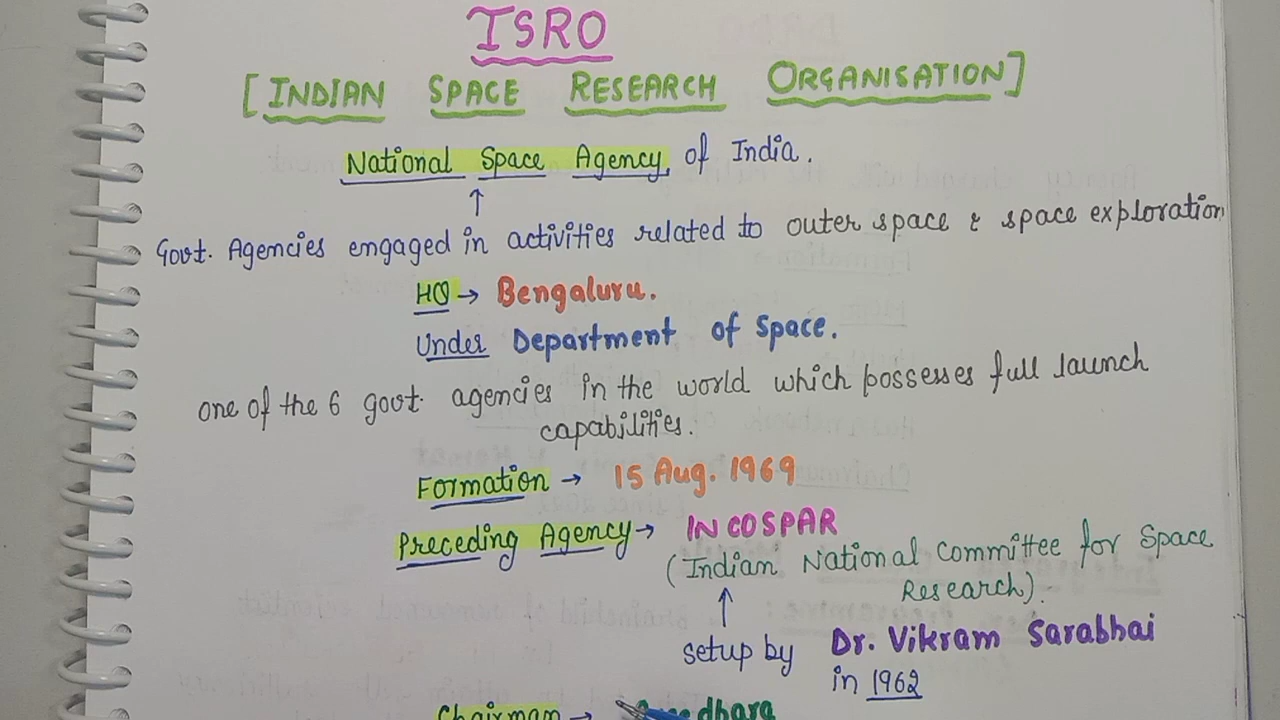 ISRO
[INDIAN SPACE RESEARCH ORGANISATION]
National Space Agency of India.
↑
Govt. Agencies engaged in activities related to outer space & space exploration
HQ → Bengaluru.
Under Department of Space.
one of the 6 govt. agencies in the world which possesses full launch
capabilities.
Formation → 15 Aug. 1969
Preceding Agency → INCOSPAR
(Indian National Committee for Space
Research).
↑
setup by Dr. Vikram Sarabhai
in 1962
Chairman →